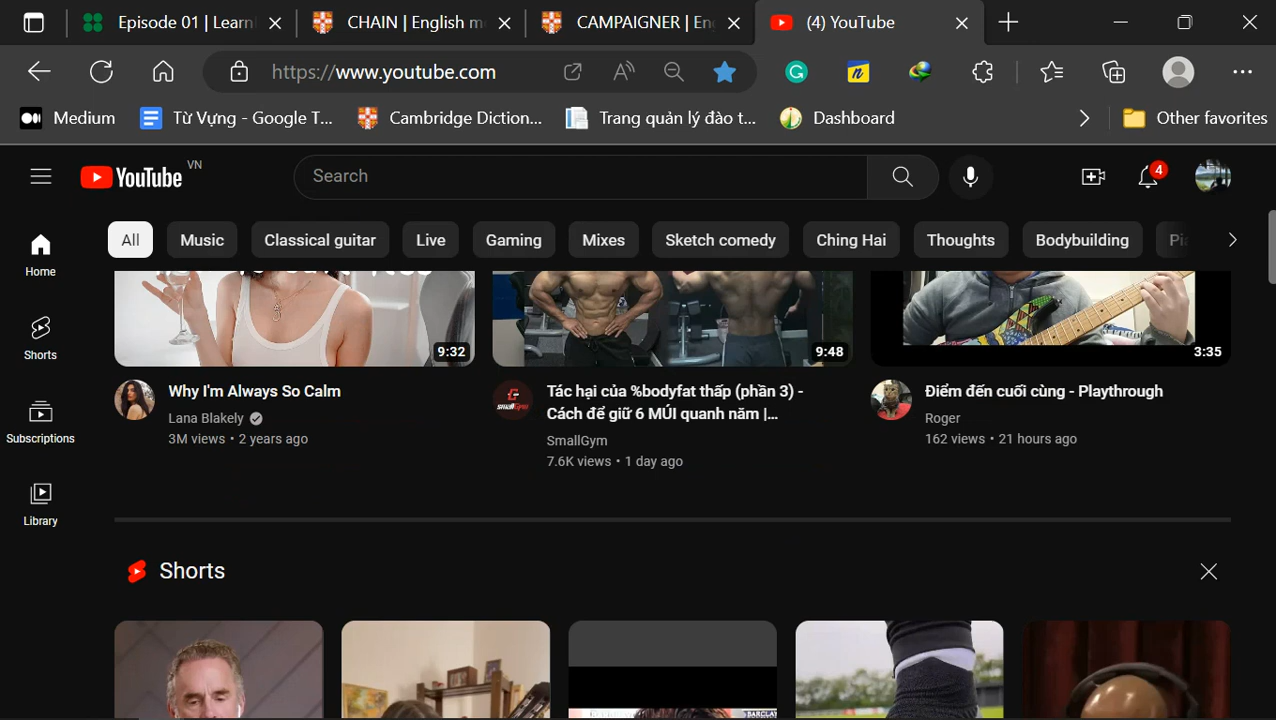 Episode 01 | Learn
CHAIN | English m
CAMPAIGNER | En
(4) YouTube
https://www.youtube.com
Medium
Từ Vựng - Google T...
Cambridge Diction...
Trang quản lý đào t...
Dashboard
Other favorites
YouTube VN
Search
4
All
Music
Classical guitar
Live
Gaming
Mixes
Sketch comedy
Ching Hai
Thoughts
Bodybuilding
Home
Shorts
Subscriptions
Library
9:32
Why I'm Always So Calm
Lana Blakely
3M views • 2 years ago
9:48
Tác hại của %bodyfat thấp (phần 3) -
Cách để giữ 6 MÚI quanh năm |...
SmallGym
7.6K views • 1 day ago
3:35
Điểm đến cuối cùng - Playthrough
Roger
162 views • 21 hours ago
Shorts
BARCLAY